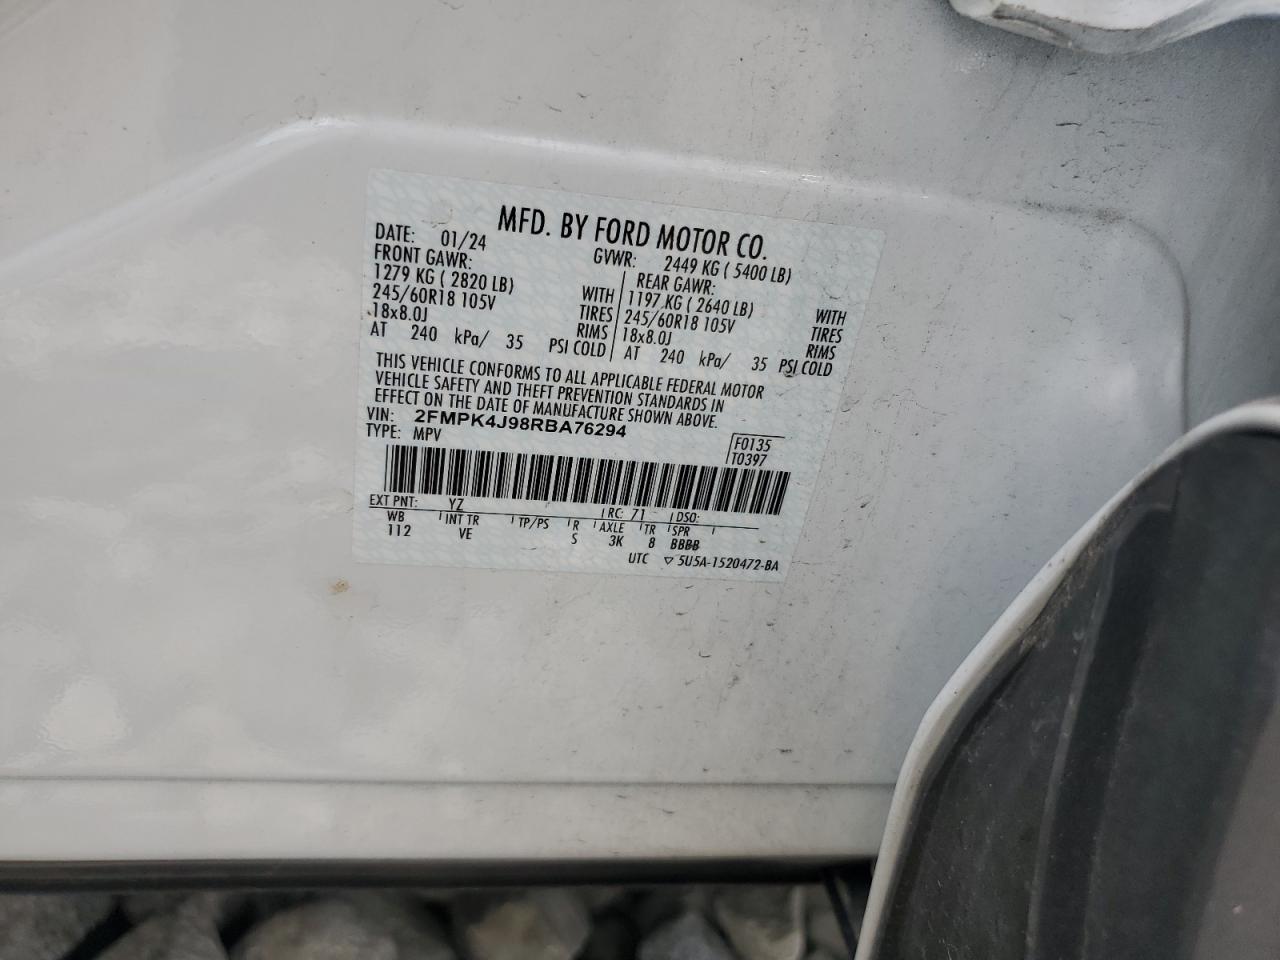 MFD. BY FORD MOTOR CO.
DATE: 01/24 GVWR: 2449 KG ( 5400 LB)
FRONT GAWR: REAR GAWR:
1279 KG ( 2820 LB) WITH 1197 KG ( 2640 LB) WITH
245/60R18 105V TIRES 245/60R18 105V TIRES
18x8.0J RIMS 18x8.0J RIMS
AT 240 kPa/ 35 PSI COLD AT 240 kPa/ 35 PSI COLD
THIS VEHICLE CONFORMS TO ALL APPLICABLE FEDERAL MOTOR
VEHICLE SAFETY AND THEFT PREVENTION STANDARDS IN
EFFECT ON THE DATE OF MANUFACTURE SHOWN ABOVE.
VIN: 2FMPK4J98RBA76294
TYPE: MPV
F0135
T0397
EXT PNT: YZ RC: 71 DSO:
WB INT TR TP/PS R AXLE TR SPR
112 VE S 3K 8 BBBB
UTC ▽ 5U5A-1520472-BA